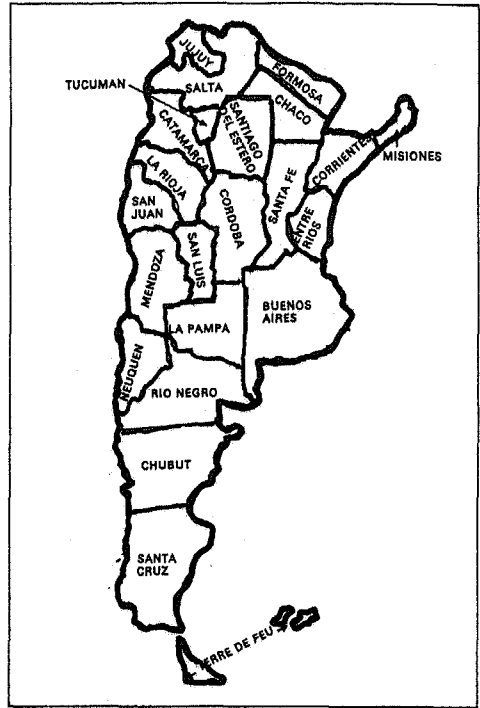 JUJUY
FORMOSA
TUCUMAN
SALTA
CHACO
CATAMARCA
SANTIAGO
DEL ESTERO
CORRIENTES
MISIONES
LA RIOJA
SANTA FE
SAN
JUAN
CORDOBA
ENTRE
RIOS
SAN LUIS
MENDOZA
BUENOS
AIRES
LA PAMPA
NEUQUEN
RIO NEGRO
CHUBUT
SANTA
CRUZ
TERRE DE FEU